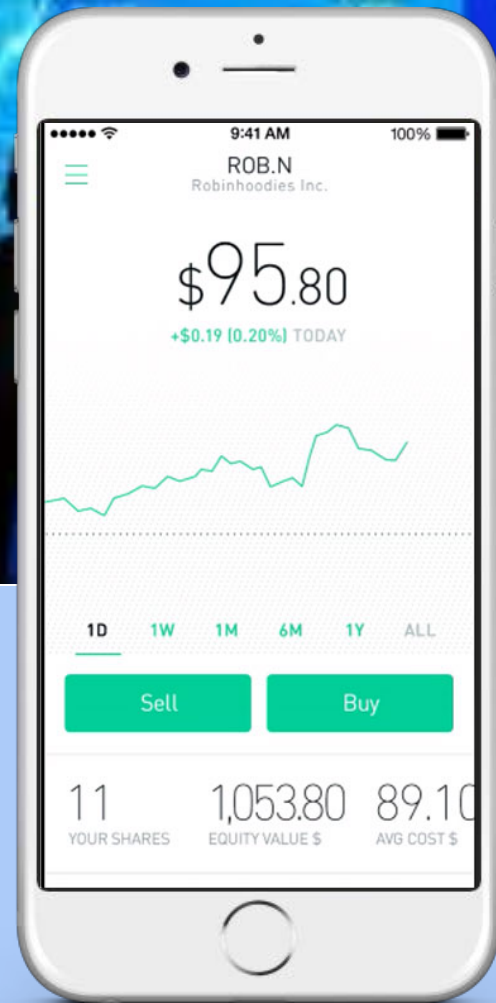 9:41 AM 100%
ROB.N
Robinhoodies Inc.
$95.80
+$0.19 (0.20%) TODAY
1D 1W 1M 6M 1Y ALL
Sell Buy
11 1,053.80 89.10
YOUR SHARES EQUITY VALUE $ AVG COST $